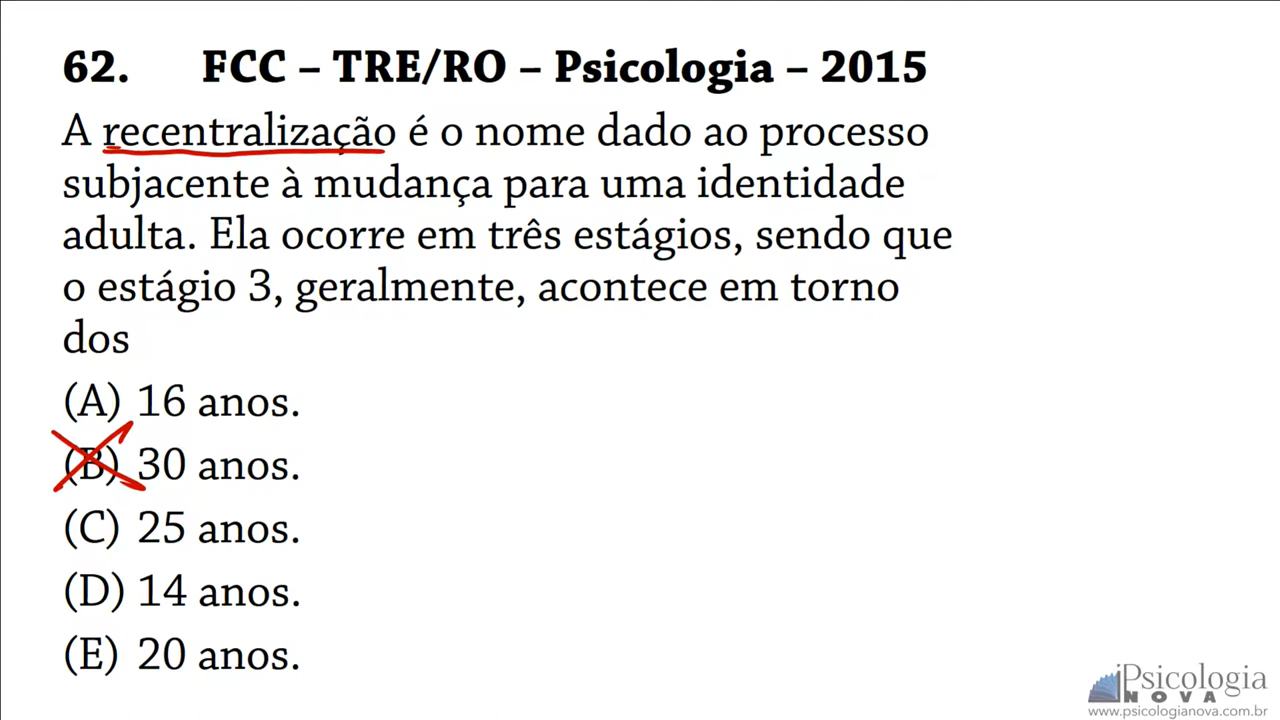 62. FCC – TRE/RO – Psicologia – 2015
A recentralização é o nome dado ao processo
subjacente à mudança para uma identidade
adulta. Ela ocorre em três estágios, sendo que
o estágio 3, geralmente, acontece em torno
dos
(A) 16 anos.
(B) 30 anos.
(C) 25 anos.
(D) 14 anos.
(E) 20 anos.
Psicologia
NOVA
www.psicologianova.com.br